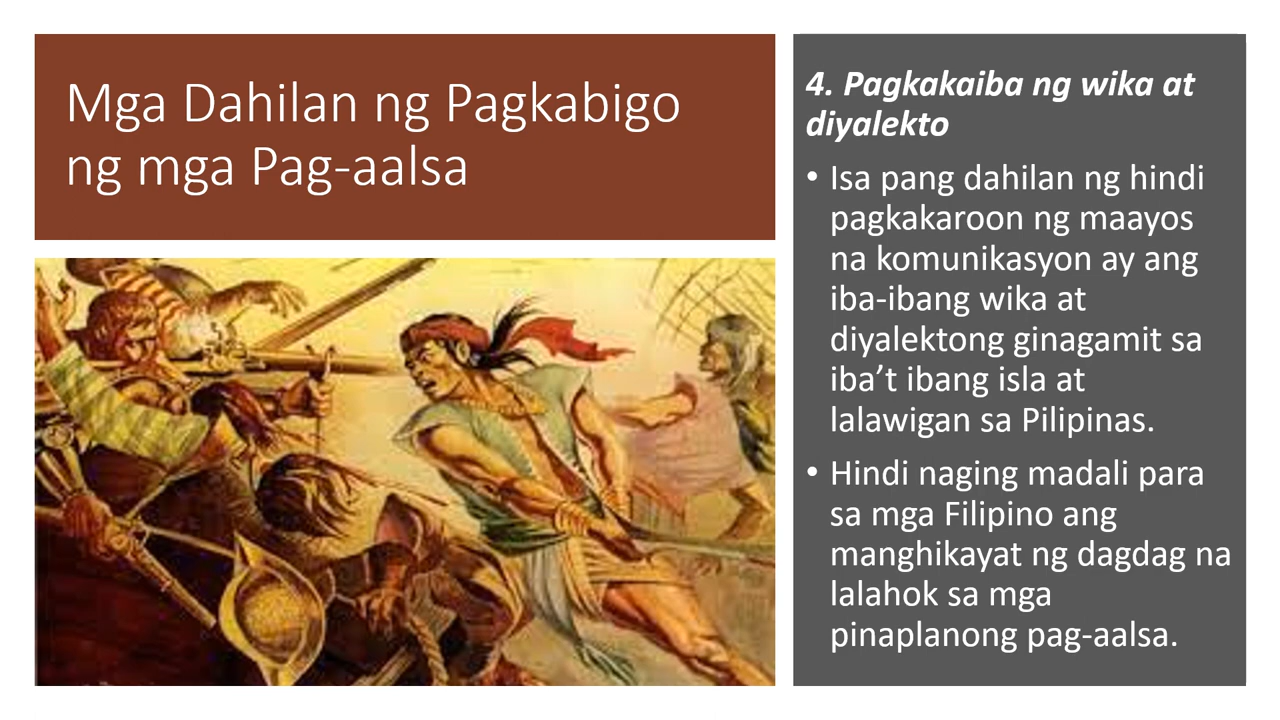 Mga Dahilan ng Pagkabigo
ng mga Pag-aalsa
4. Pagkakaiba ng wika at
diyalekto
• Isa pang dahilan ng hindi
pagkakaroon ng maayos
na komunikasyon ay ang
iba-ibang wika at
diyalektong ginagamit sa
iba’t ibang isla at
lalawigan sa Pilipinas.
• Hindi naging madali para
sa mga Filipino ang
manghikayat ng dagdag na
lalahok sa mga
pinaplanong pag-aalsa.